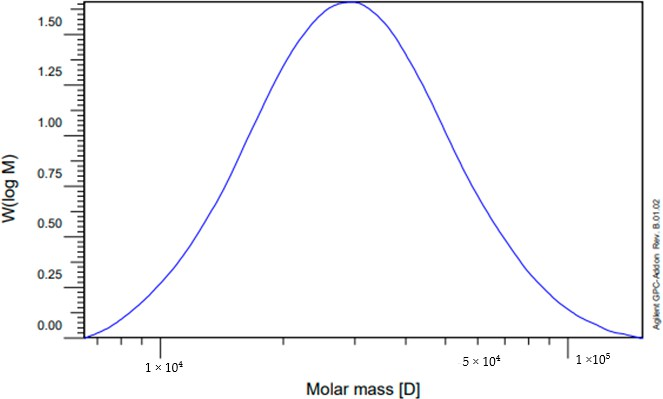 W(log M)
1.50
1.25
1.00
0.75
0.50
0.25
0.00
1 × 10⁴
5 × 10⁴
1 ×10⁵
Molar mass [D]
Agilent GPC-Addon Rev. B.01.02